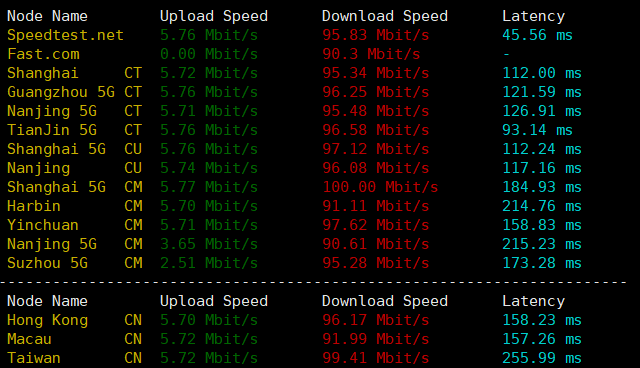 Node Name Upload Speed Download Speed Latency
Speedtest.net 5.76 Mbit/s 95.83 Mbit/s 45.56 ms
Fast.com 0.00 Mbit/s 90.3 Mbit/s -
Shanghai CT 5.72 Mbit/s 95.34 Mbit/s 112.00 ms
Guangzhou 5G CT 5.76 Mbit/s 96.25 Mbit/s 121.59 ms
Nanjing 5G CT 5.71 Mbit/s 95.48 Mbit/s 126.91 ms
TianJin 5G CT 5.76 Mbit/s 96.58 Mbit/s 93.14 ms
Shanghai 5G CU 5.76 Mbit/s 97.12 Mbit/s 112.24 ms
Nanjing CU 5.74 Mbit/s 96.08 Mbit/s 117.16 ms
Shanghai 5G CM 5.77 Mbit/s 100.00 Mbit/s 184.93 ms
Harbin CM 5.70 Mbit/s 91.11 Mbit/s 214.76 ms
Yinchuan CM 5.71 Mbit/s 97.62 Mbit/s 158.83 ms
Nanjing 5G CM 3.65 Mbit/s 90.61 Mbit/s 215.23 ms
Suzhou 5G CM 2.51 Mbit/s 95.28 Mbit/s 173.28 ms
----------------------------------------------------------------------
Node Name Upload Speed Download Speed Latency
Hong Kong CN 5.70 Mbit/s 96.17 Mbit/s 158.23 ms
Macau CN 5.72 Mbit/s 91.99 Mbit/s 157.26 ms
Taiwan CN 5.72 Mbit/s 99.41 Mbit/s 255.99 ms